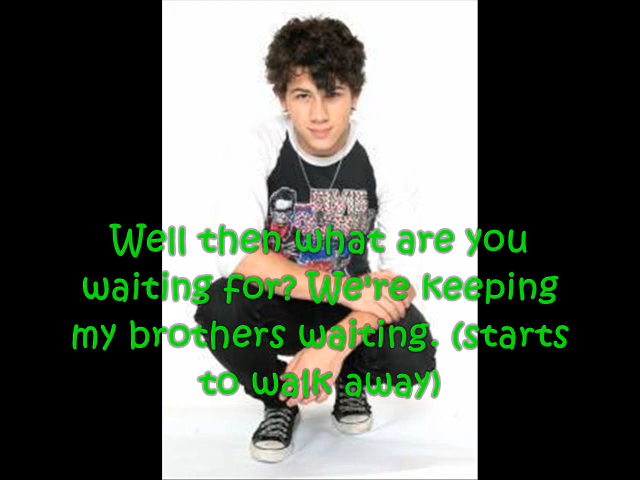 Well then what are you
waiting for? We're keeping
my brothers waiting. (starts
to walk away)